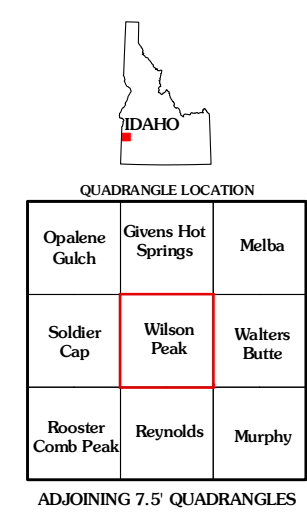 IDAHO
QUADRANGLE LOCATION
Opalene
Gulch
Givens Hot
Springs
Melba
Soldier
Cap
Wilson
Peak
Walters
Butte
Rooster
Comb Peak
Reynolds
Murphy
ADJOINING 7.5' QUADRANGLES